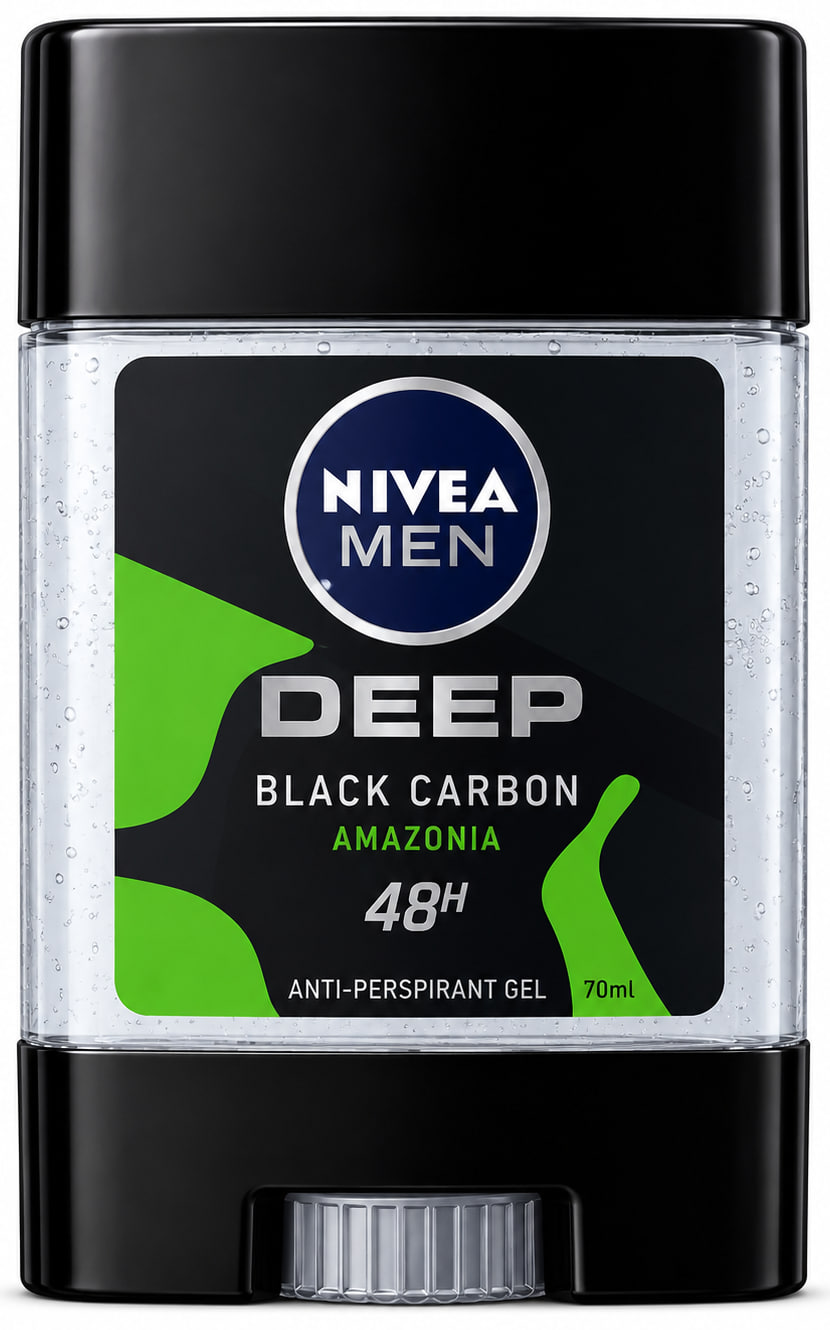 NIVEA
MEN
DEEP
BLACK CARBON
AMAZONIA
48H
ANTI-PERSPIRANT GEL
70ml